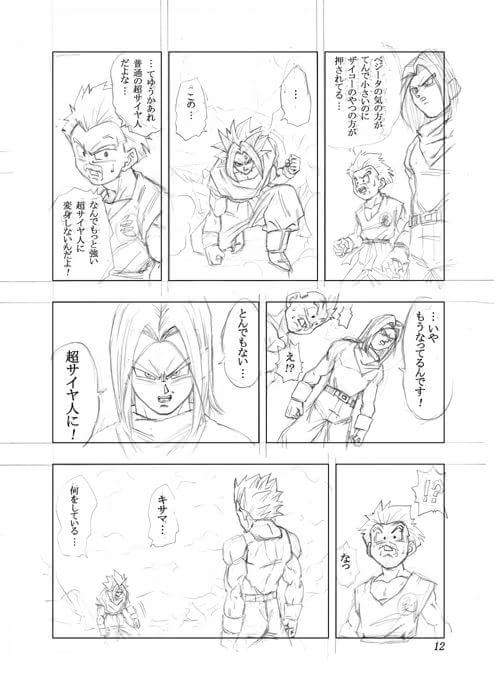 ベジータの気の方が
てんで小さいのに
ザイコーのやつの方が
押されてる…
この…
…てゆうかあれ
普通の超サイヤ人
だよな…
なんでもっと強い
超サイヤ人に
変身しないんだよ!
…いや
もうなってるんです!
え!?
とんでもない…
超サイヤ人に!
!!?
なっ
キサマ…
何をしている…
12